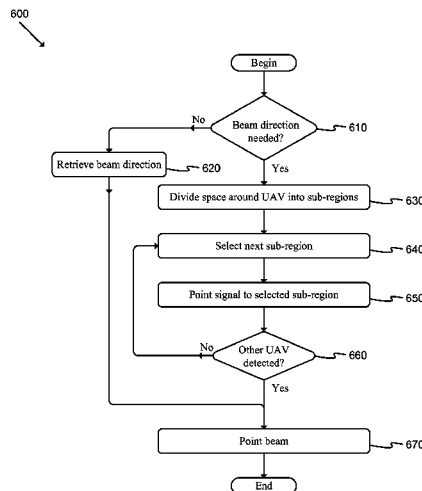 600
Begin
No
Beam direction
needed?
610
Retrieve beam direction
620
Yes
Divide space around UAV into sub-regions
630
Select next sub-region
640
Point signal to selected sub-region
650
No
Other UAV
detected?
660
Yes
Point beam
670
End